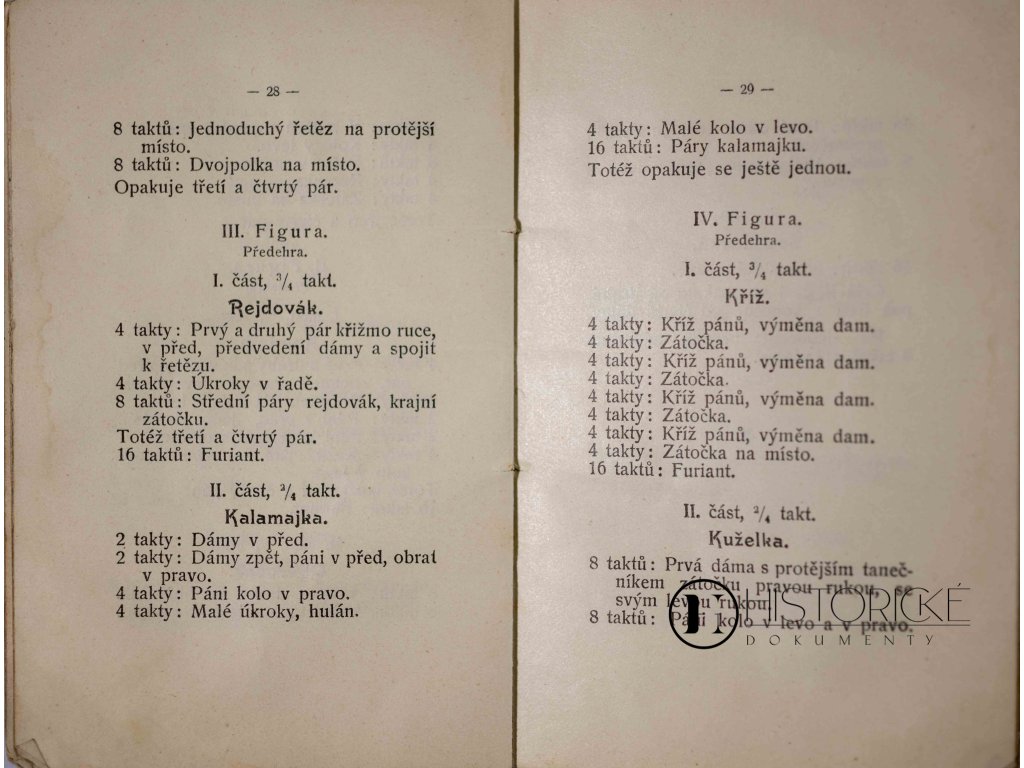 — 28 —
8 taktů: Jednoduchý řetěz na protější
místo.
8 taktů: Dvojpolka na místo.
Opakuje třetí a čtvrtý pár.
III. Figura.
Předehra.
I. část, 3/4 takt.
Rejdovák.
4 takty: Prvý a druhý pár křižmo ruce,
v před, předvedení dámy a spojit
k řetězu.
4 takty: Úkroky v řadě.
8 taktů: Střední páry rejdovák, krajní
zátočku.
Totéž třetí a čtvrtý pár.
16 taktů: Furiant.
II. část, 2/4 takt.
Kalamajka.
2 takty: Dámy v před.
2 takty: Dámy zpět, páni v před, obrat
v pravo.
4 takty: Páni kolo v pravo.
4 takty: Malé úkroky, hulán.
— 29 —
4 takty: Malé kolo v levo.
16 taktů: Páry kalamajku.
Totéž opakuje se ještě jednou.
IV. Figura.
Předehra.
I. část, 3/4 takt.
Kříž.
4 takty: Kříž pánů, výměna dam.
4 takty: Zátočka.
4 takty: Kříž pánů, výměna dam.
4 takty: Zátočka.
4 takty: Kříž pánů, výměna dam.
4 takty: Zátočka.
4 takty: Kříž pánů, výměna dam.
4 takty: Zátočka na místo.
16 taktů: Furiant.
II. část, 2/4 takt.
Kuželka.
8 taktů: Prvá dáma s protějším taneč-
níkem zátočku pravou rukou, se
svým levou rukou.
8 taktů: Páni kolo v levo a v pravo.
HISTORICKÉ
DOKUMENTY